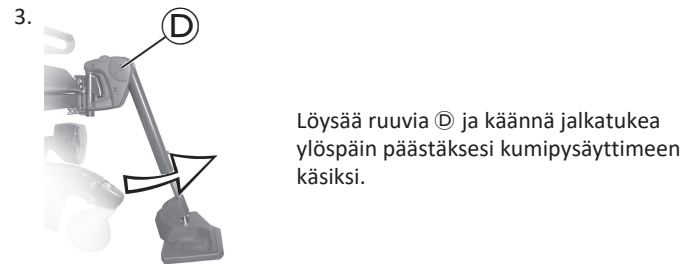 3.
D
Löysää ruuvia Ⓓ ja käännä jalkatukea
ylöspäin päästäksesi kumipysäyttimeen
käsiksi.